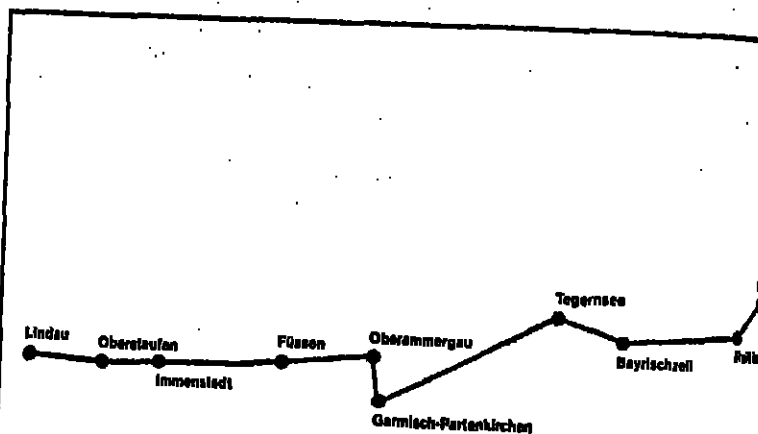 Tegernsee
Lindau
Oberstaufen
Füssen
Oberammergau
Bayrischzell
Immenstadt
Garmisch-Partenkirchen